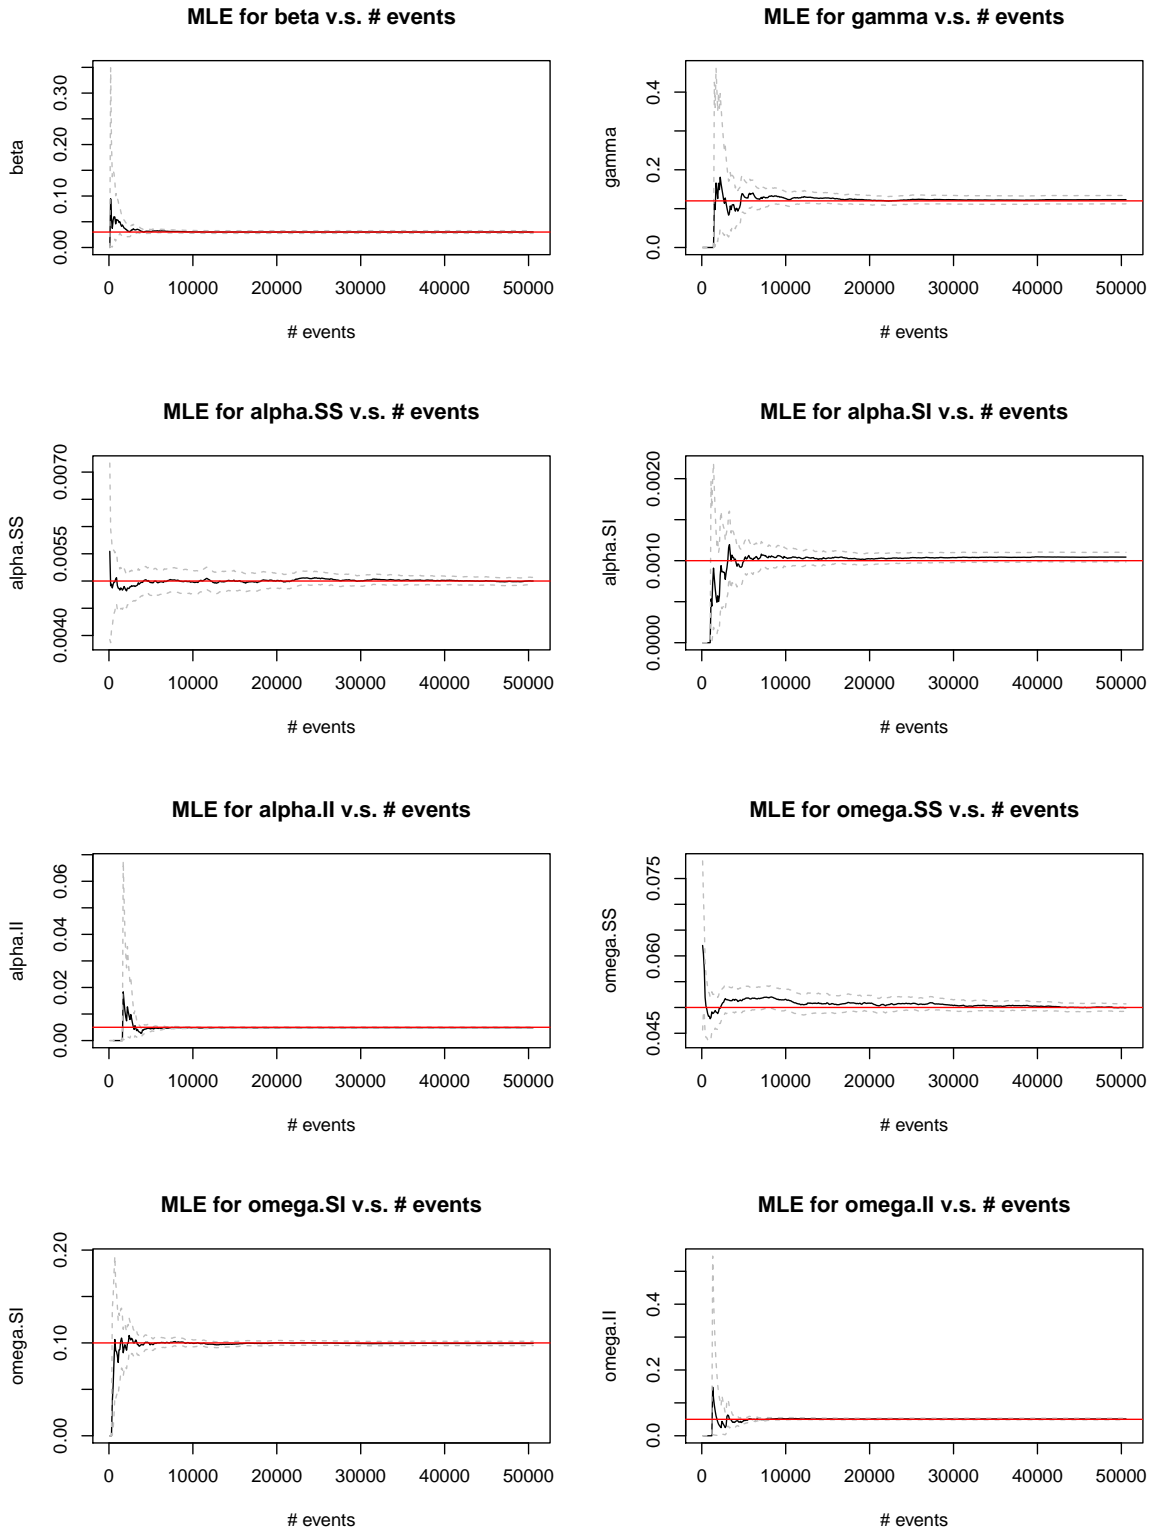 MLE for beta v.s. # events
beta
0.00 0.10 0.20 0.30
0 10000 20000 30000 40000 50000
# events
MLE for gamma v.s. # events
gamma
0.0 0.2 0.4
0 10000 20000 30000 40000 50000
# events
MLE for alpha.SS v.s. # events
alpha.SS
0.0040 0.0055 0.0070
0 10000 20000 30000 40000 50000
# events
MLE for alpha.SI v.s. # events
alpha.SI
0.0000 0.0010 0.0020
0 10000 20000 30000 40000 50000
# events
MLE for alpha.II v.s. # events
alpha.II
0.00 0.02 0.04 0.06
0 10000 20000 30000 40000 50000
# events
MLE for omega.SS v.s. # events
omega.SS
0.045 0.060 0.075
0 10000 20000 30000 40000 50000
# events
MLE for omega.SI v.s. # events
omega.SI
0.00 0.10 0.20
0 10000 20000 30000 40000 50000
# events
MLE for omega.II v.s. # events
omega.II
0.0 0.2 0.4
0 10000 20000 30000 40000 50000
# events